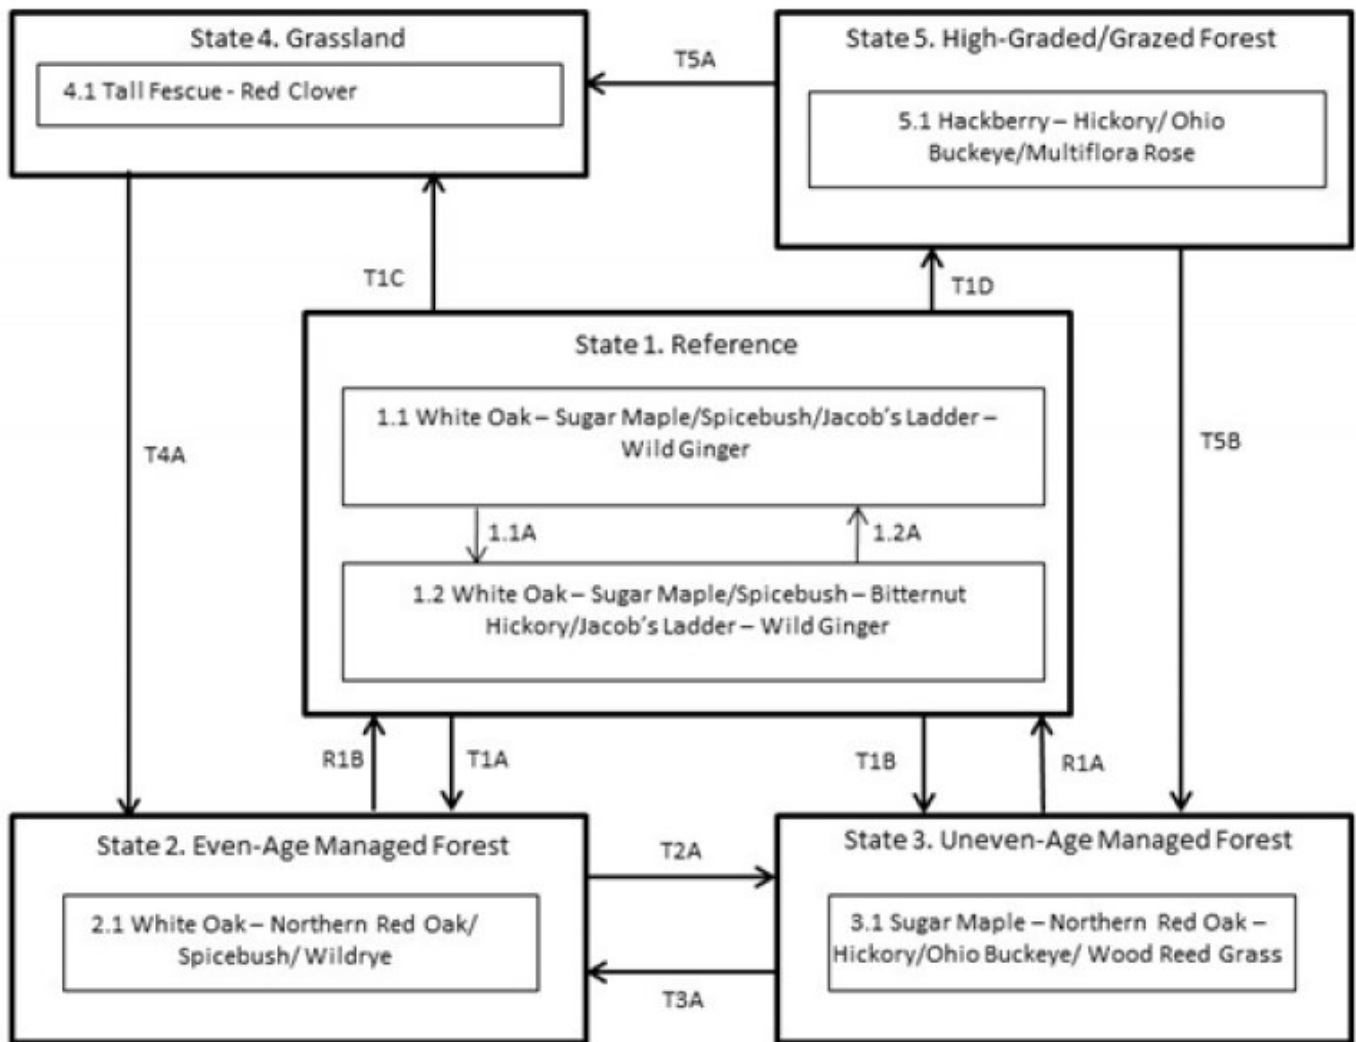 State 4. Grassland
4.1 Tall Fescue - Red Clover
T5A
State 5. High-Graded/Grazed Forest
5.1 Hackberry – Hickory/ Ohio
Buckeye/Multiflora Rose
T1C
T1D
State 1. Reference
1.1 White Oak – Sugar Maple/Spicebush/Jacob's Ladder –
Wild Ginger
T4A
T5B
1.1A
1.2A
1.2 White Oak – Sugar Maple/Spicebush – Bitternut
Hickory/Jacob's Ladder – Wild Ginger
R1B
T1A
T1B
R1A
State 2. Even-Age Managed Forest
2.1 White Oak – Northern Red Oak/
Spicebush/ Wildrye
T2A
T3A
State 3. Uneven-Age Managed Forest
3.1 Sugar Maple – Northern Red Oak –
Hickory/Ohio Buckeye/ Wood Reed Grass